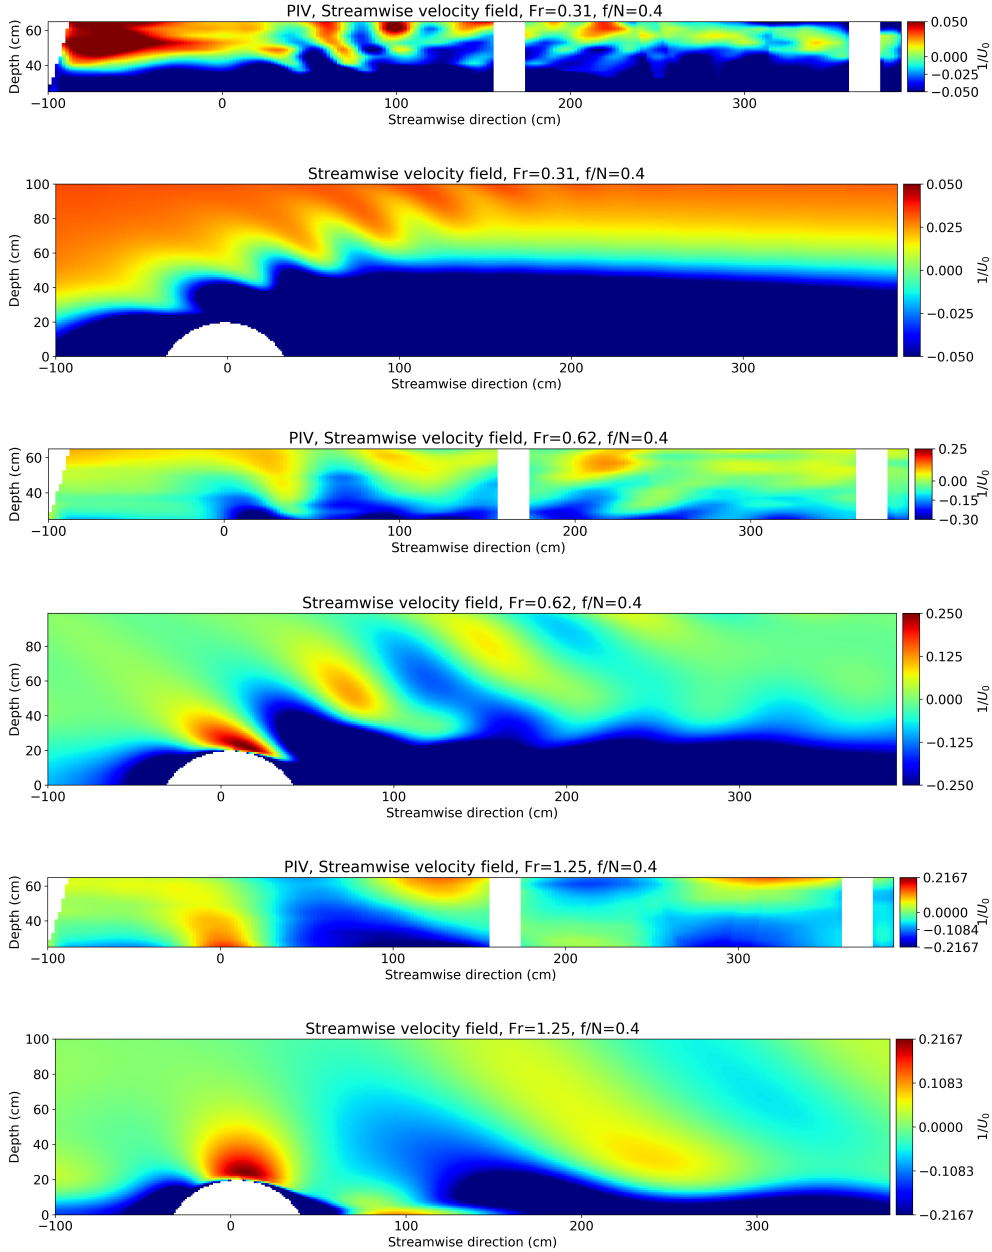 PIV, Streamwise velocity field, Fr=0.31, f/N=0.4
Depth (cm)
60
40
−100 0 100 200 300
Streamwise direction (cm)
0.050
0.000
−0.025
−0.050
1/U0
Streamwise velocity field, Fr=0.31, f/N=0.4
Depth (cm)
100
80
60
40
20
0
−100 0 100 200 300
Streamwise direction (cm)
0.050
0.025
0.000
−0.025
−0.050
1/U0
PIV, Streamwise velocity field, Fr=0.62, f/N=0.4
Depth (cm)
60
40
−100 0 100 200 300
Streamwise direction (cm)
0.25
0.00
−0.15
−0.30
1/U0
Streamwise velocity field, Fr=0.62, f/N=0.4
Depth (cm)
80
60
40
20
0
−100 0 100 200 300
Streamwise direction (cm)
0.250
0.125
0.000
−0.125
−0.250
1/U0
PIV, Streamwise velocity field, Fr=1.25, f/N=0.4
Depth (cm)
60
40
−100 0 100 200 300
Streamwise direction (cm)
0.2167
0.0000
−0.1084
−0.2167
1/U0
Streamwise velocity field, Fr=1.25, f/N=0.4
Depth (cm)
100
80
60
40
20
0
−100 0 100 200 300
Streamwise direction (cm)
0.2167
0.1083
0.0000
−0.1083
−0.2167
1/U0